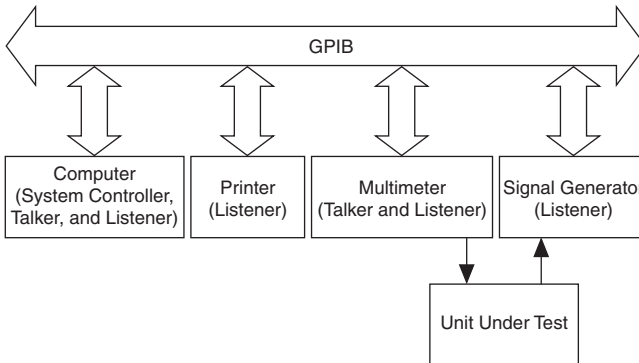 GPIB
Computer
(System Controller,
Talker, and Listener)
Printer
(Listener)
Multimeter
(Talker and Listener)
Signal Generator
(Listener)
Unit Under Test